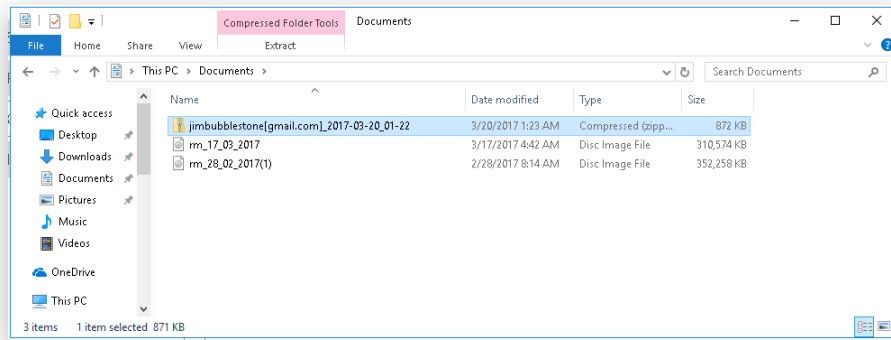 Compressed Folder Tools Documents
File Home Share View Extract
This PC Documents Search Documents
Name Date modified Type Size
Quick access
Desktop
Downloads
Documents
Pictures
Music
Videos
OneDrive
This PC
jimbubblestone[gmail.com]_2017-03-20_01-22 3/20/2017 1:23 AM Compressed (zipp... 872 KB
rm_17_03_2017 3/17/2017 4:42 AM Disc Image File 310,574 KB
rm_28_02_2017(1) 2/28/2017 8:14 AM Disc Image File 352,258 KB
3 items 1 item selected 871 KB